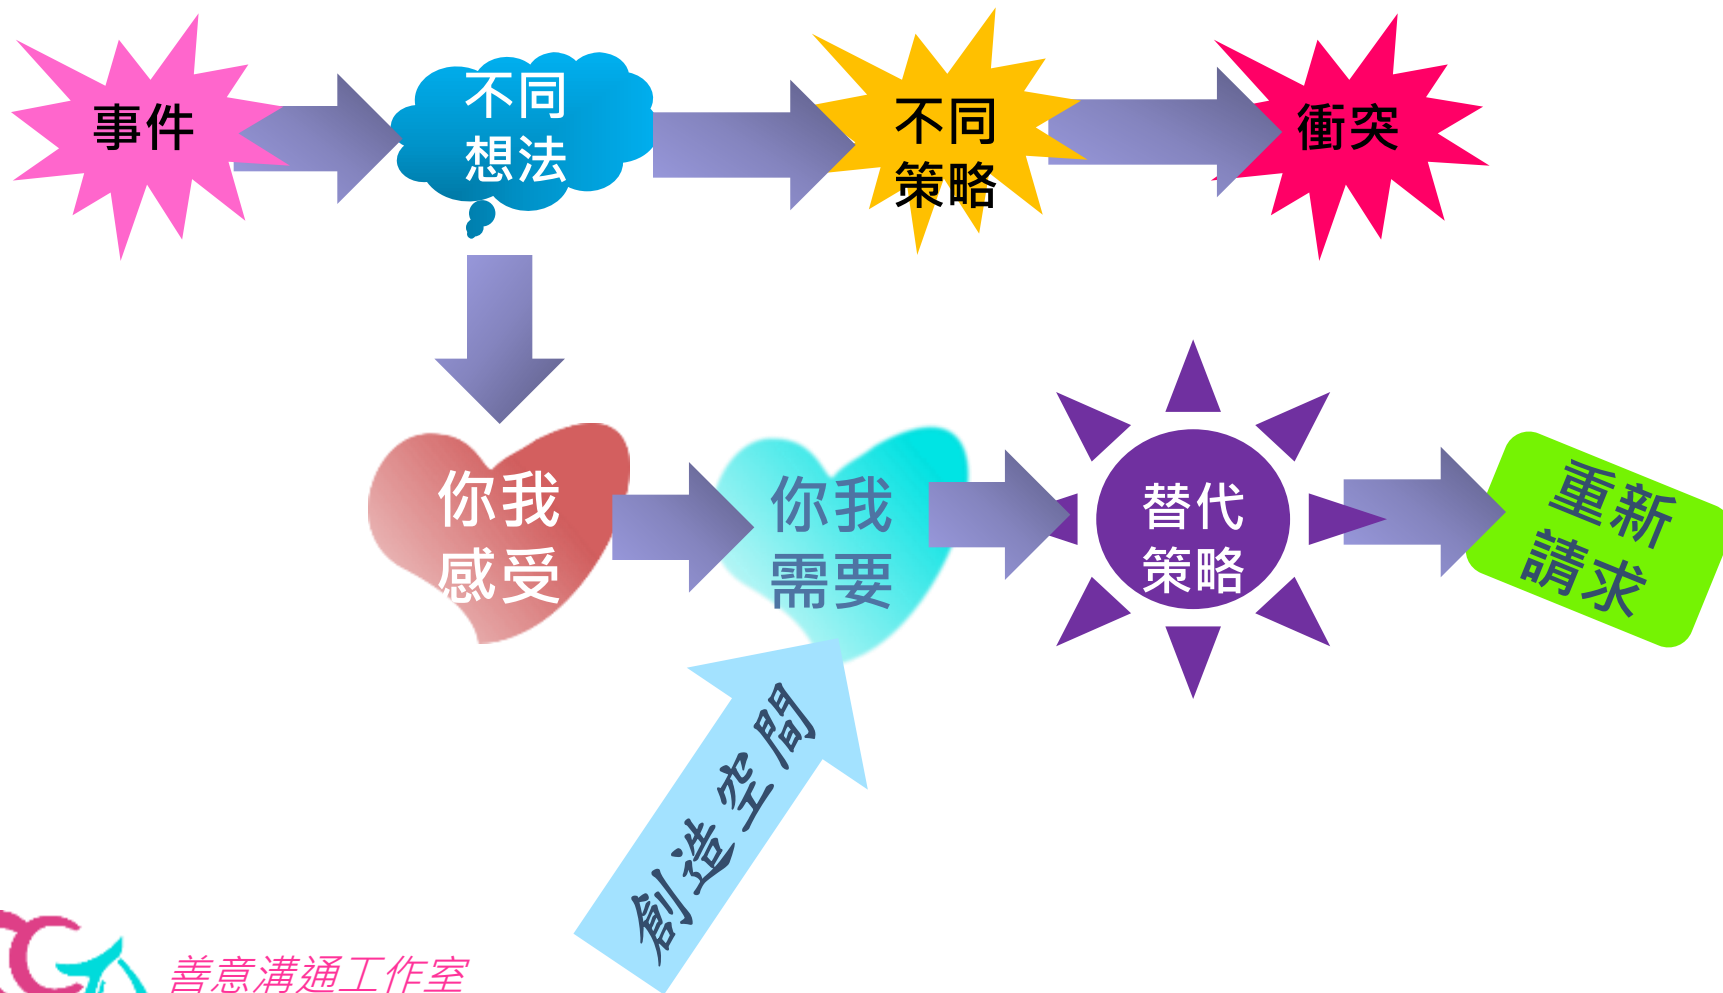 事件
不同
想法
不同
策略
衝突
你我
感受
你我
需要
替代
策略
重新
請求
創造空間
善意溝通工作室